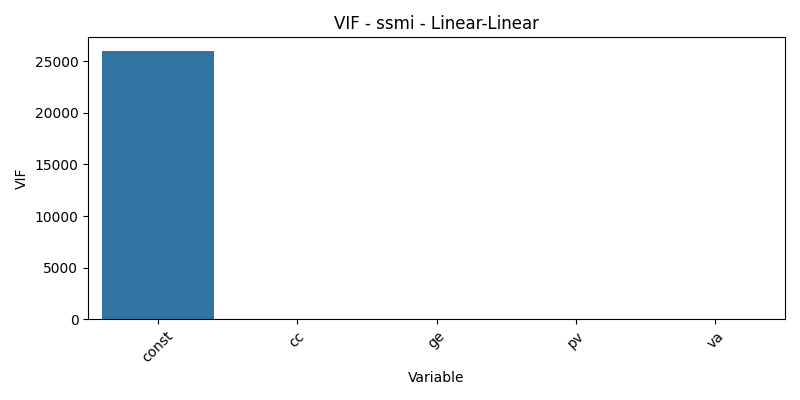 VIF - ssmi - Linear-Linear
25000
20000
15000
10000
5000
0
VIF
const
cc
ge
pv
va
Variable